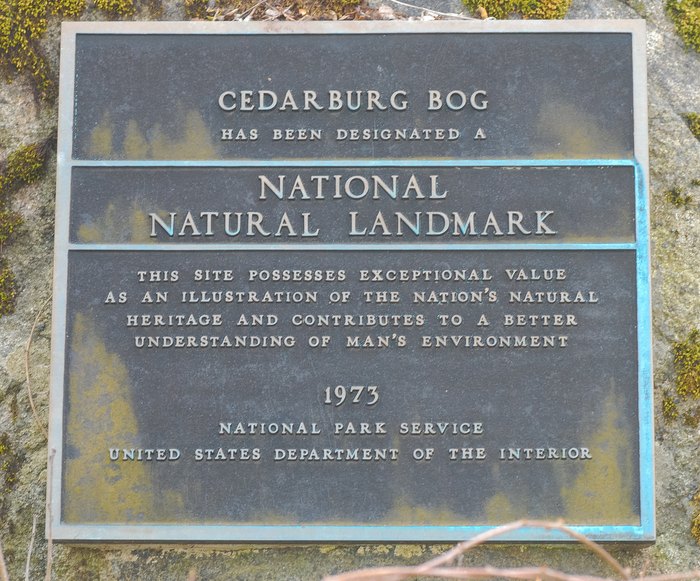 CEDARBURG BOG
HAS BEEN DESIGNATED A
NATIONAL
NATURAL LANDMARK
THIS SITE POSSESSES EXCEPTIONAL VALUE
AS AN ILLUSTRATION OF THE NATION'S NATURAL
HERITAGE AND CONTRIBUTES TO A BETTER
UNDERSTANDING OF MAN'S ENVIRONMENT
1973
NATIONAL PARK SERVICE
UNITED STATES DEPARTMENT OF THE INTERIOR